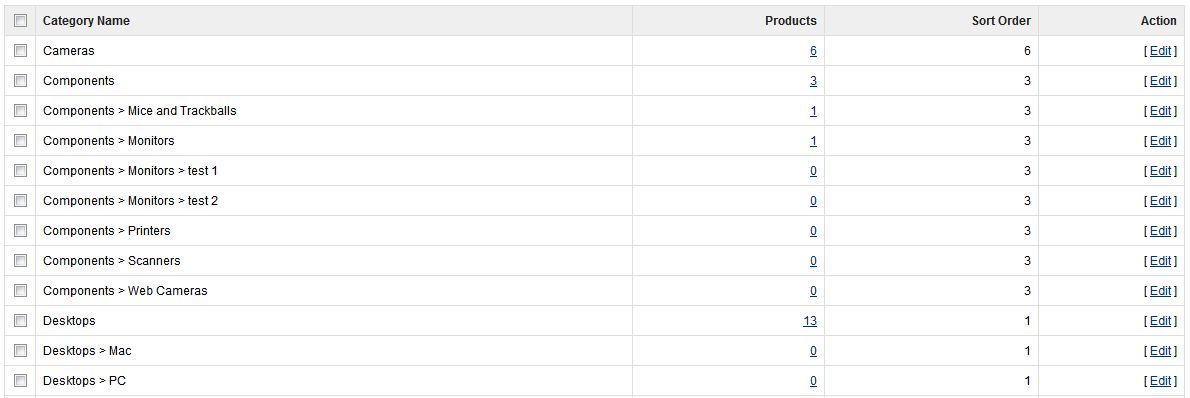 Category Name Products Sort Order Action
Cameras 6 6 [ Edit ]
Components 3 3 [ Edit ]
Components > Mice and Trackballs 1 3 [ Edit ]
Components > Monitors 1 3 [ Edit ]
Components > Monitors > test 1 0 3 [ Edit ]
Components > Monitors > test 2 0 3 [ Edit ]
Components > Printers 0 3 [ Edit ]
Components > Scanners 0 3 [ Edit ]
Components > Web Cameras 0 3 [ Edit ]
Desktops 13 1 [ Edit ]
Desktops > Mac 0 1 [ Edit ]
Desktops > PC 0 1 [ Edit ]